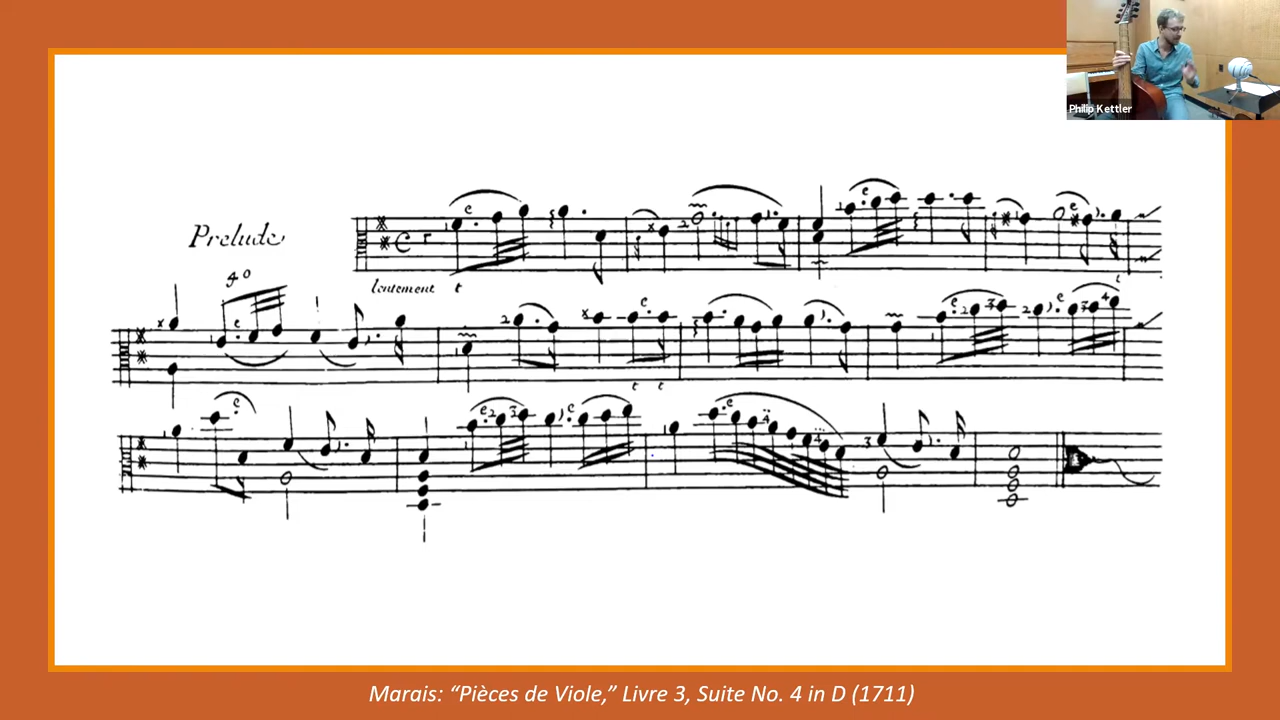 Philip Kettler
Prelude
lentement
Marais: “Pièces de Viole,” Livre 3, Suite No. 4 in D (1711)